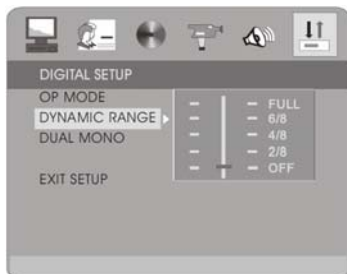 DIGITAL SETUP
OP MODE
DYNAMIC RANGE
DUAL MONO
EXIT SETUP
FULL
6/8
4/8
2/8
OFF